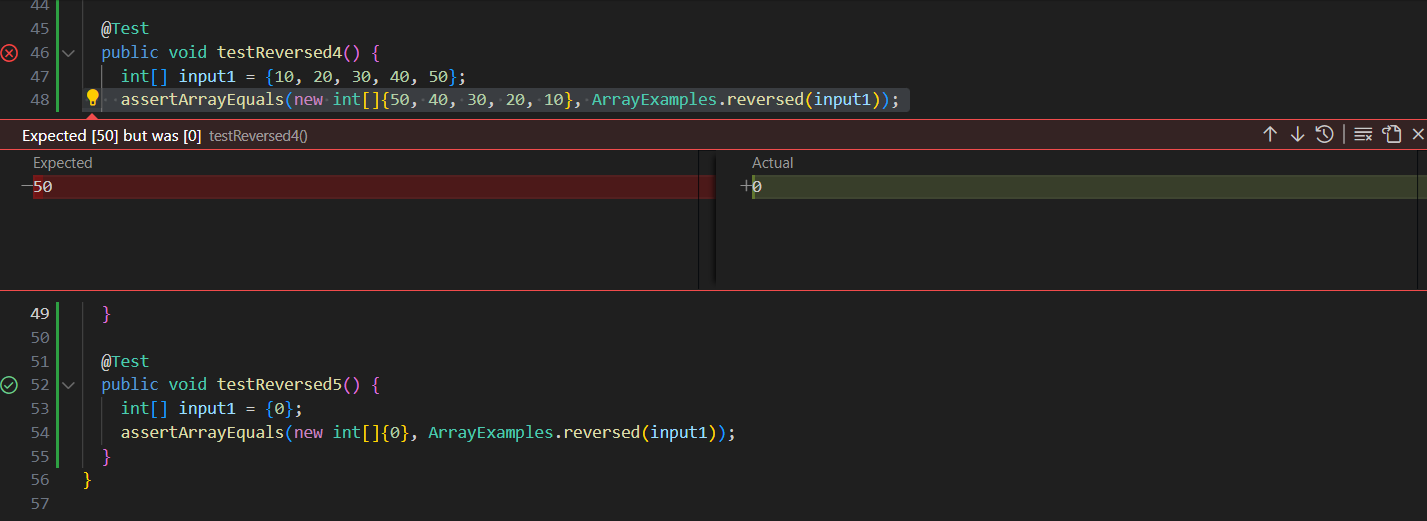 44
45 @Test
46 public void testReversed4() {
47 int[] input1 = {10, 20, 30, 40, 50};
48 assertArrayEquals(new int[]{50, 40, 30, 20, 10}, ArrayExamples.reversed(input1));
Expected [50] but was [0] testReversed4()
Expected Actual
−50 +0
49 }
50
51 @Test
52 public void testReversed5() {
53 int[] input1 = {0};
54 assertArrayEquals(new int[]{0}, ArrayExamples.reversed(input1));
55 }
56 }
57